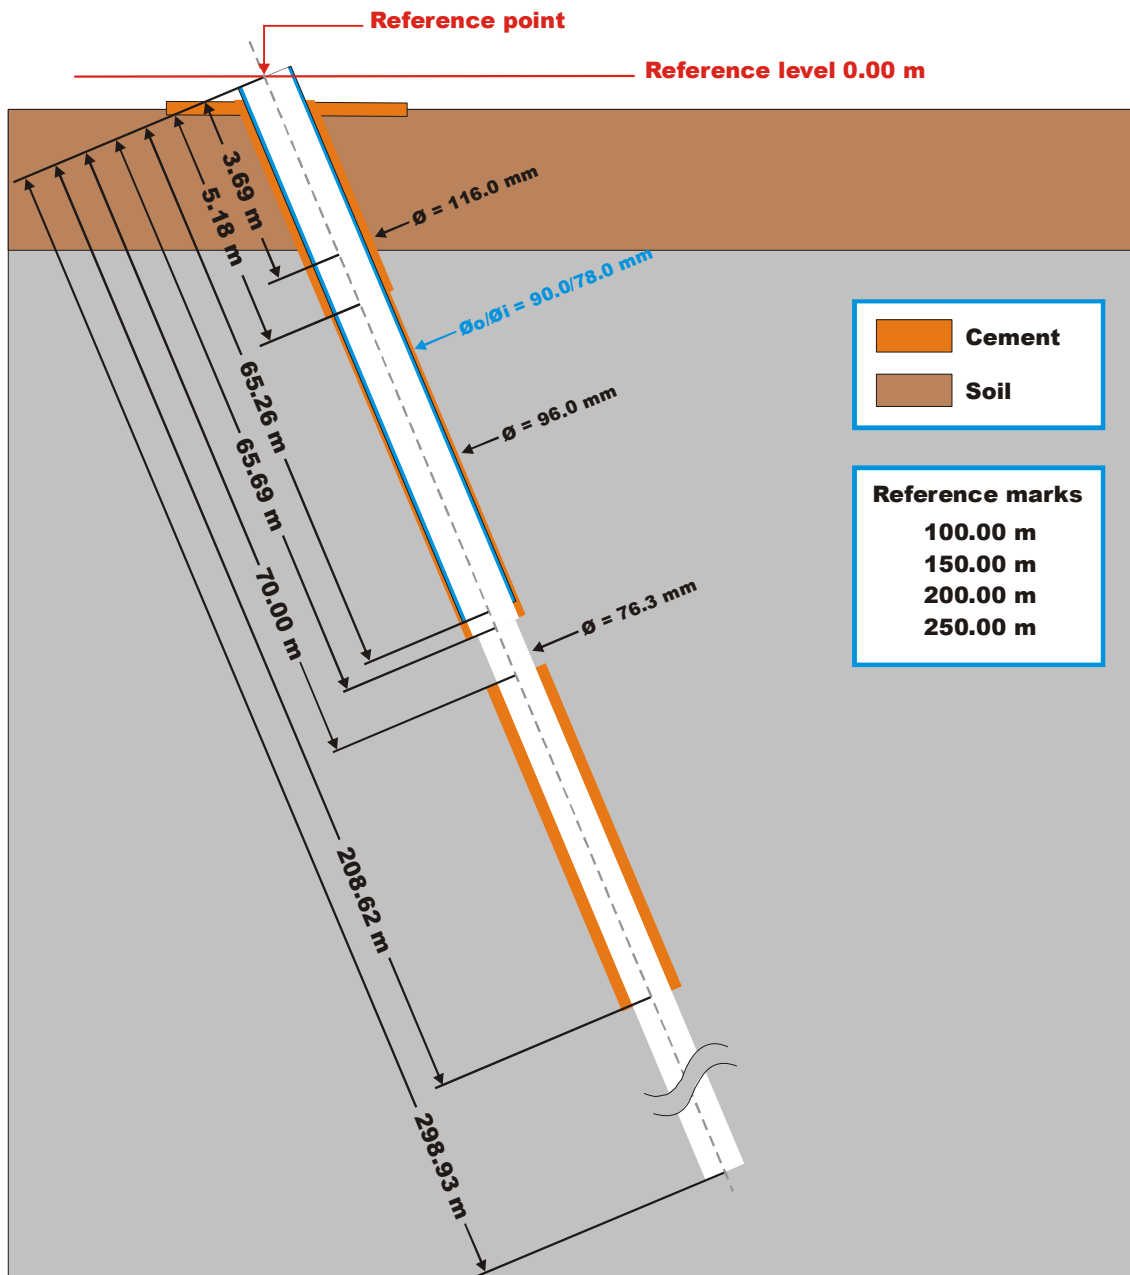 Reference point
Reference level 0.00 m
3.69 m
5.18 m
Ø = 116.0 mm
Øo/Øi = 90.0/78.0 mm
65.26 m
65.69 m
Ø = 96.0 mm
70.00 m
Ø = 76.3 mm
208.62 m
298.93 m
Cement
Soil
Reference marks
100.00 m
150.00 m
200.00 m
250.00 m